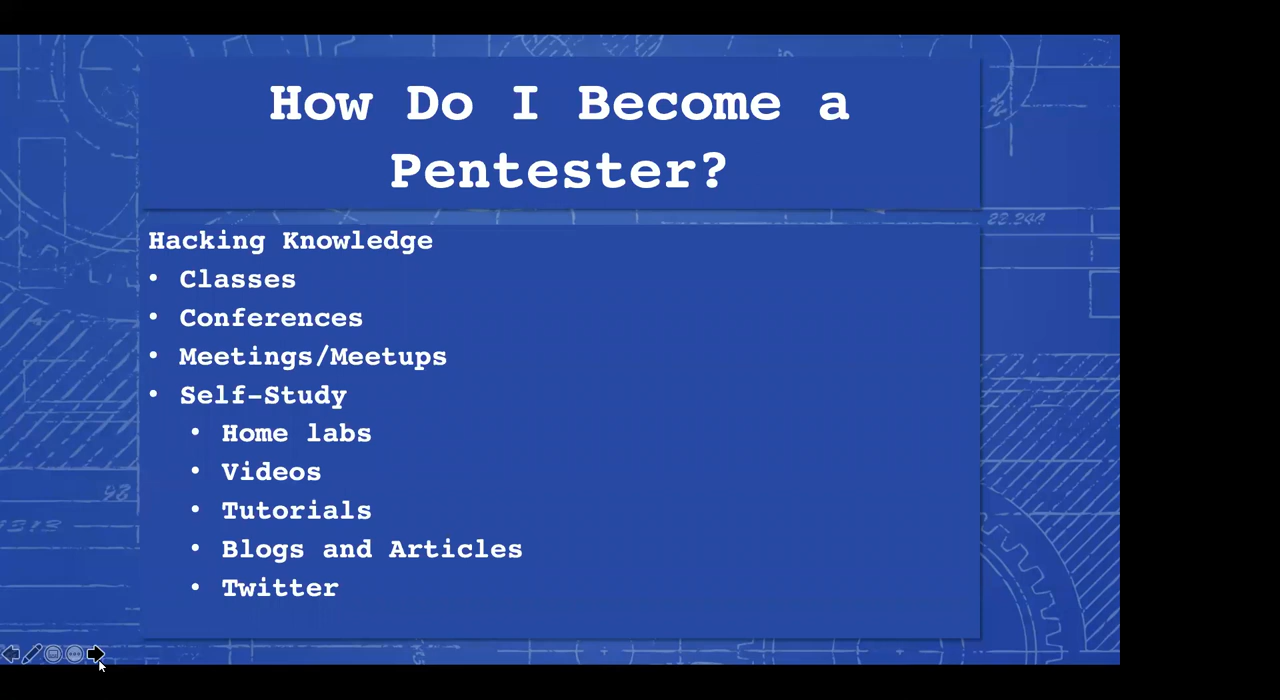 How Do I Become a
Pentester?
Hacking Knowledge
• Classes
• Conferences
• Meetings/Meetups
• Self-Study
• Home labs
• Videos
• Tutorials
• Blogs and Articles
• Twitter